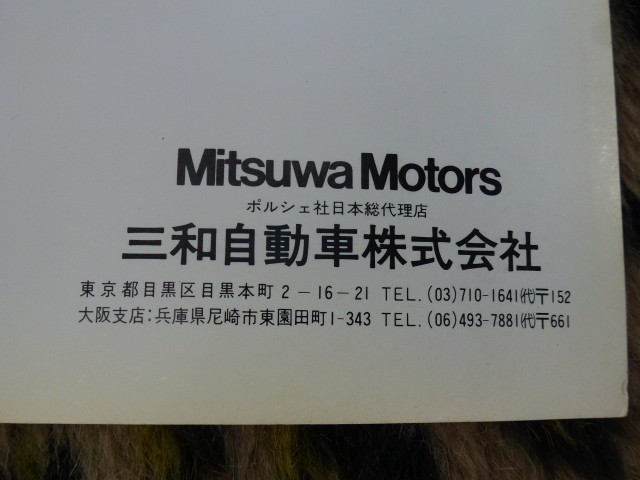 Mitsuwa Motors
ポルシェ社日本総代理店
三和自動車株式会社
東京都目黒区目黒本町2-16-21 TEL.(03)710-1641㈹〒152
大阪支店:兵庫県尼崎市東園田町1-343 TEL.(06)493-7881㈹〒661